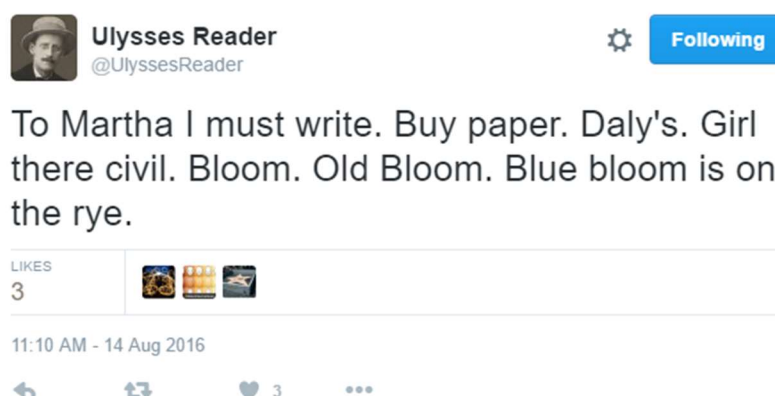 Ulysses Reader
Following
@UlyssesReader
To Martha I must write. Buy paper. Daly's. Girl
there civil. Bloom. Old Bloom. Blue bloom is on
the rye.
LIKES
3
11:10 AM - 14 Aug 2016
3